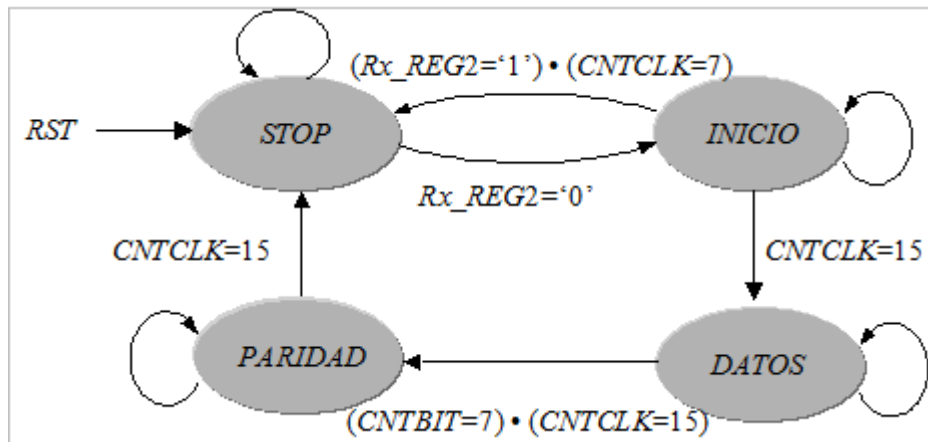 (Rx_REG2=‘1’) • (CNTCLK=7)
RST
STOP
INICIO
Rx_REG2=‘0’
CNTCLK=15
CNTCLK=15
PARIDAD
DATOS
(CNTBIT=7) • (CNTCLK=15)